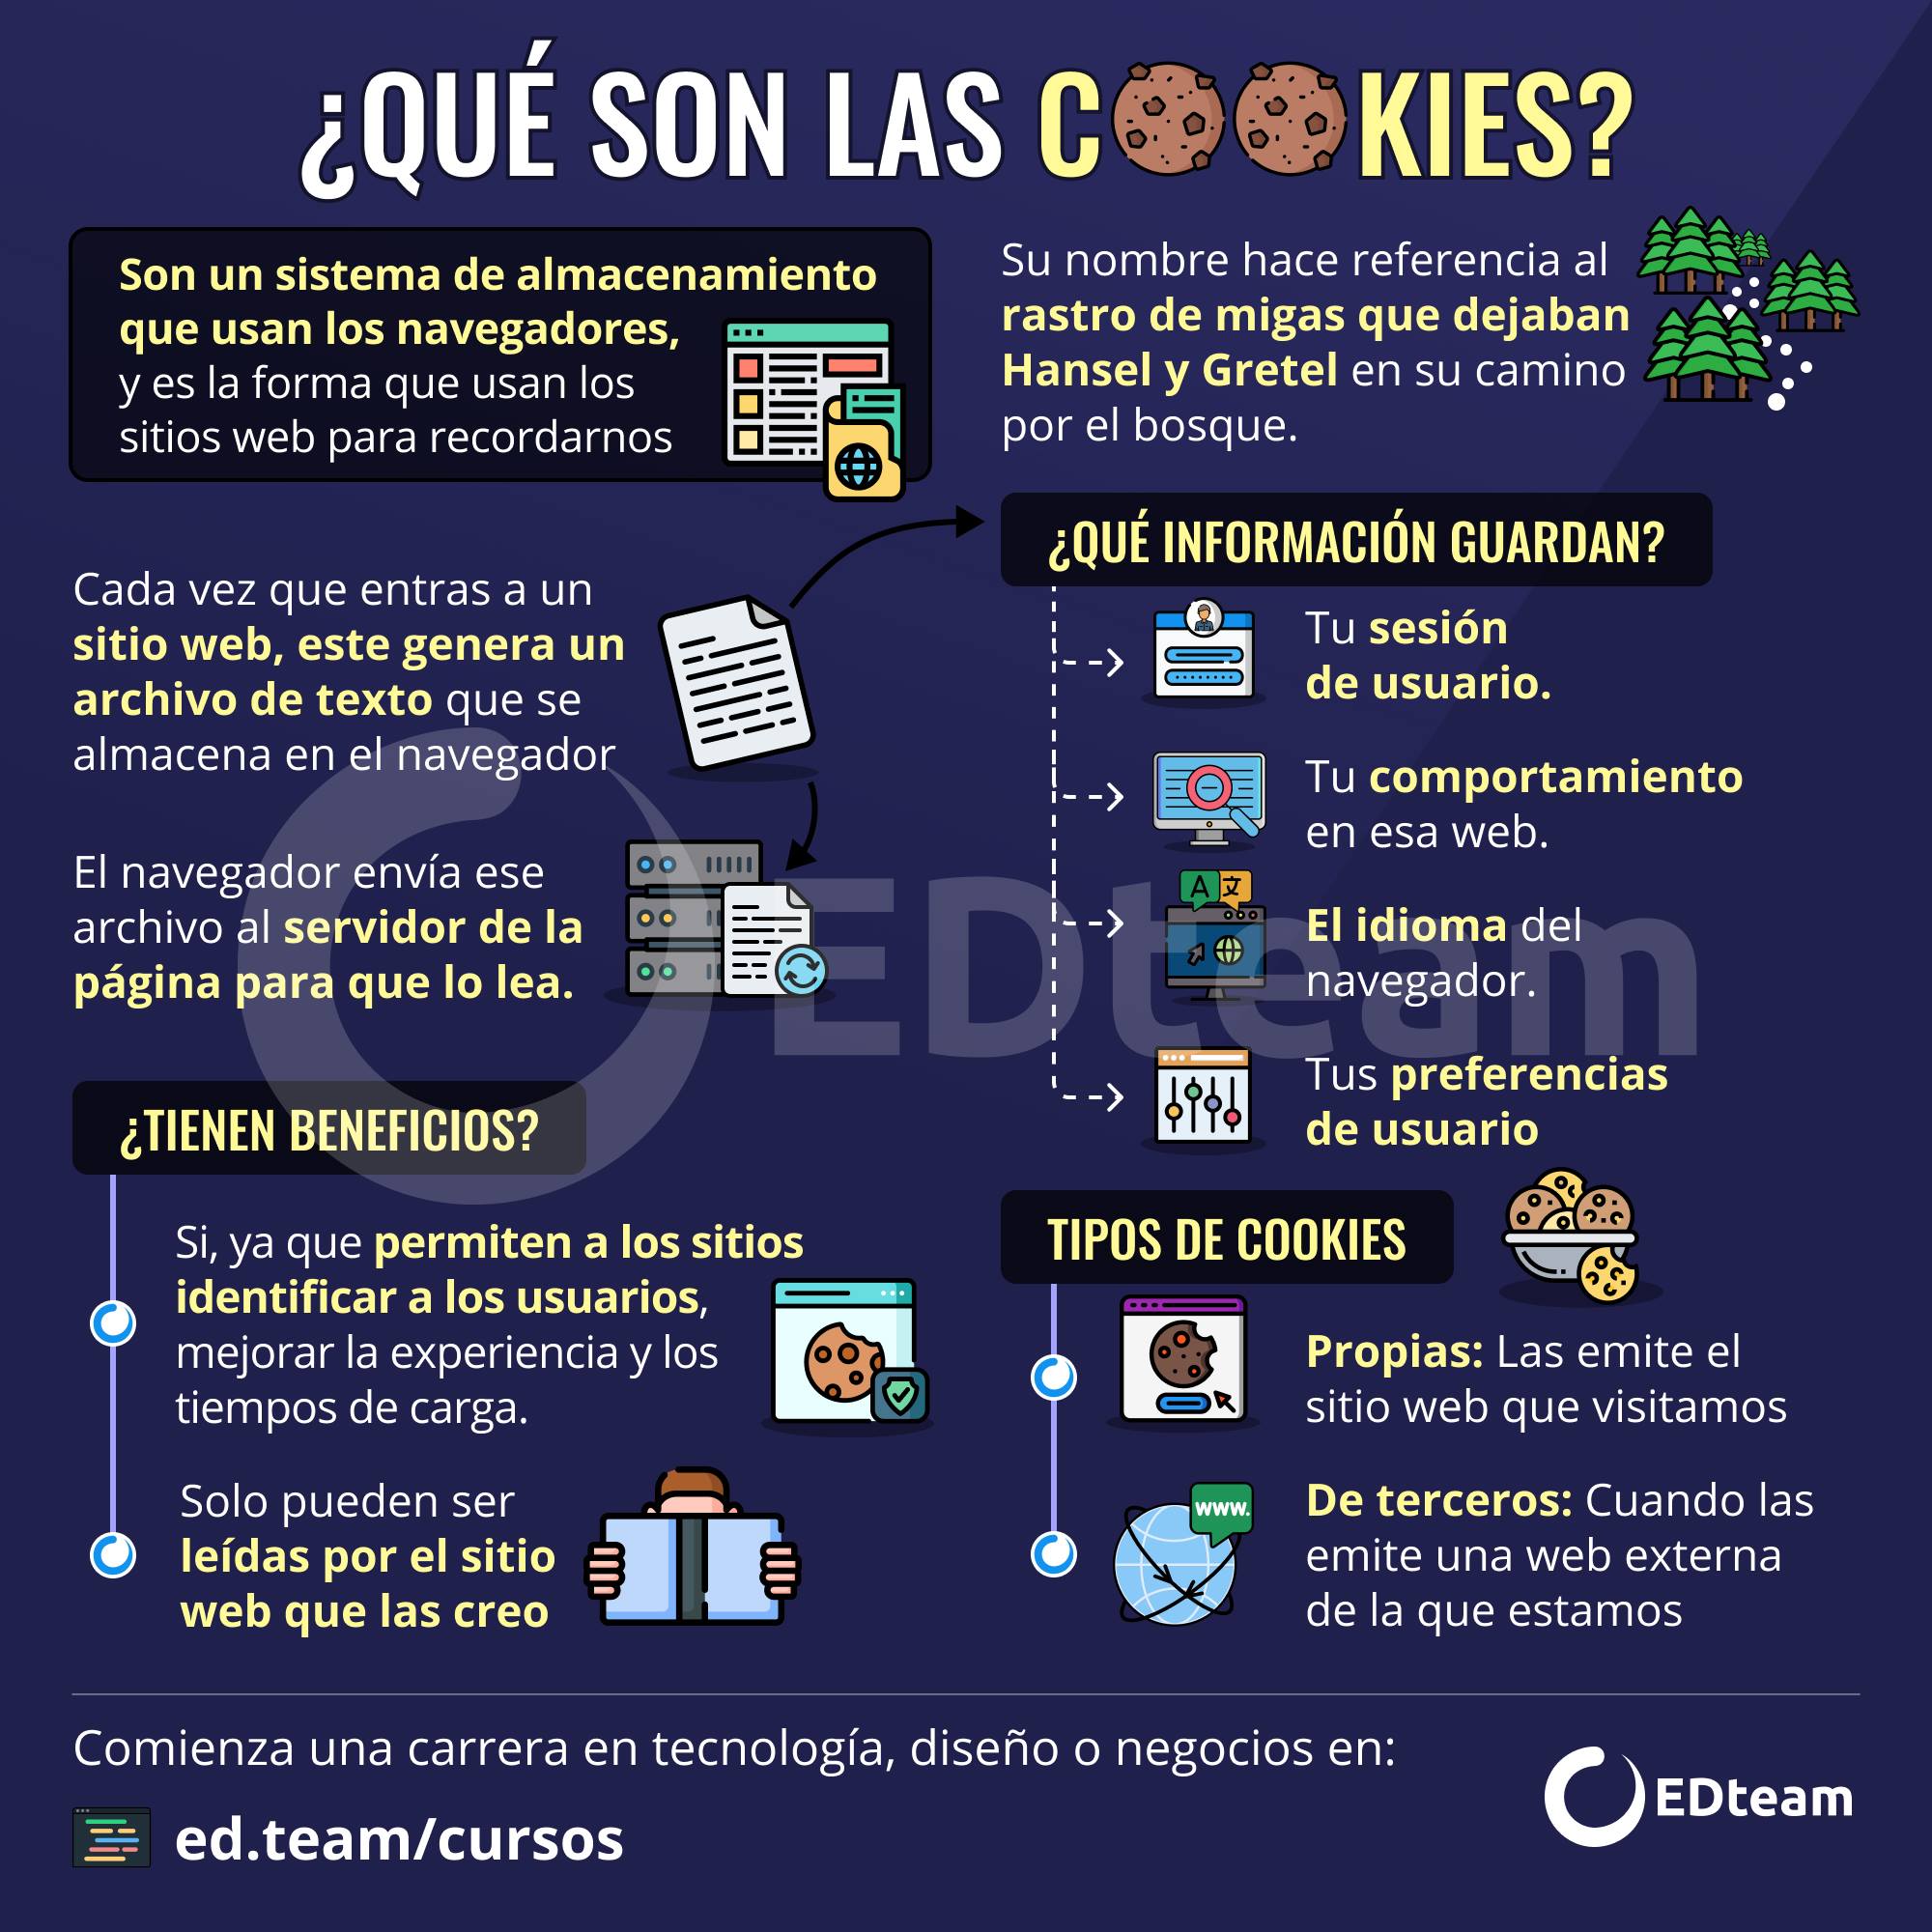 ¿QUÉ SON LAS COOKIES?
Son un sistema de almacenamiento
que usan los navegadores,
y es la forma que usan los
sitios web para recordarnos
Su nombre hace referencia al
rastro de migas que dejaban
Hansel y Gretel en su camino
por el bosque.
Cada vez que entras a un
sitio web, este genera un
archivo de texto que se
almacena en el navegador
El navegador envía ese
archivo al servidor de la
página para que lo lea.
¿QUÉ INFORMACIÓN GUARDAN?
Tu sesión
de usuario.
Tu comportamiento
en esa web.
A 文
El idioma del
navegador.
Tus preferencias
de usuario
EDteam
¿TIENEN BENEFICIOS?
Si, ya que permiten a los sitios
identificar a los usuarios,
mejorar la experiencia y los
tiempos de carga.
Solo pueden ser
leídas por el sitio
web que las creo
TIPOS DE COOKIES
Propias: Las emite el
sitio web que visitamos
www.
De terceros: Cuando las
emite una web externa
de la que estamos
Comienza una carrera en tecnología, diseño o negocios en:
ed.team/cursos
EDteam